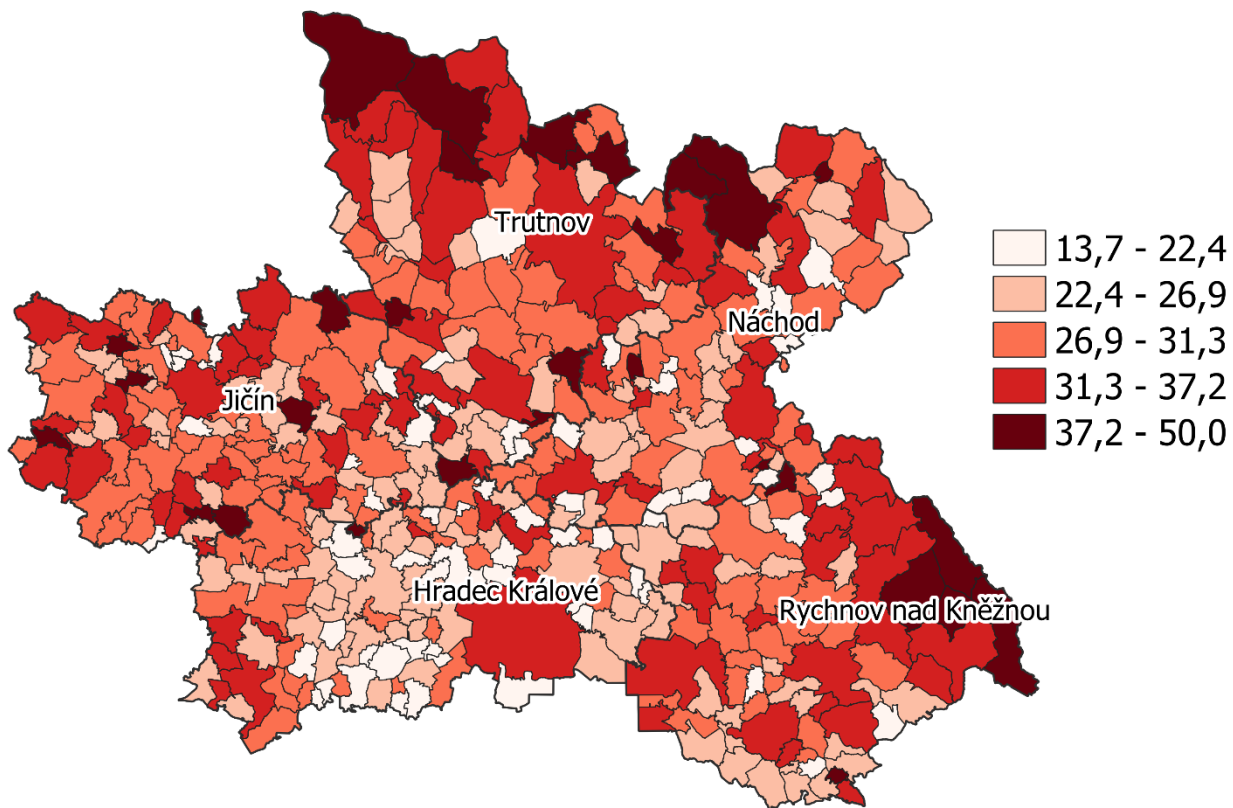 Trutnov
Náchod
Jičín
Hradec Králové
Rychnov nad Kněžnou
13,7 - 22,4
22,4 - 26,9
26,9 - 31,3
31,3 - 37,2
37,2 - 50,0